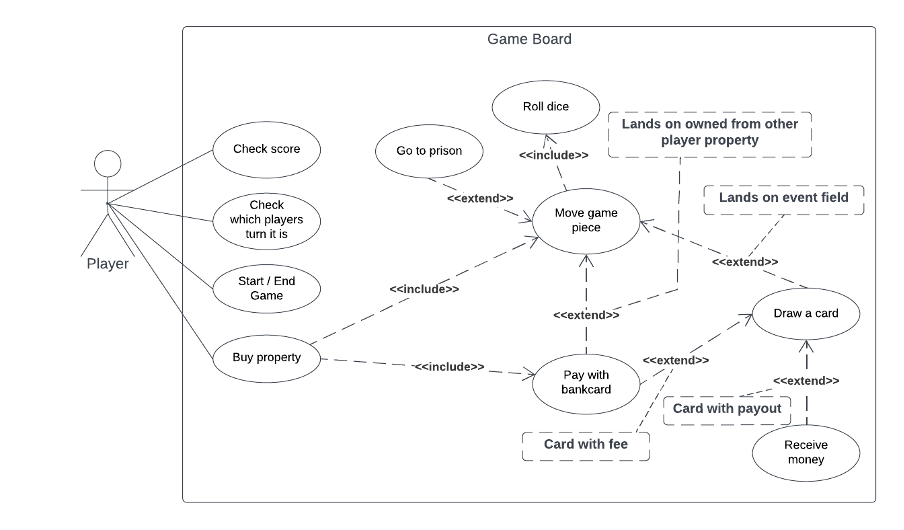 Game Board
Roll dice
Lands on owned from other
player property
Check score
Go to prison
<<include>>
<<extend>>
Lands on event field
Check
which players
turn it is
Move game
piece
Player
<<extend>>
Start / End
Game
<<include>>
<<extend>>
Draw a card
Buy property
<<include>>
Pay with
bankcard
<<extend>>
<<extend>>
Card with payout
Card with fee
Receive
money